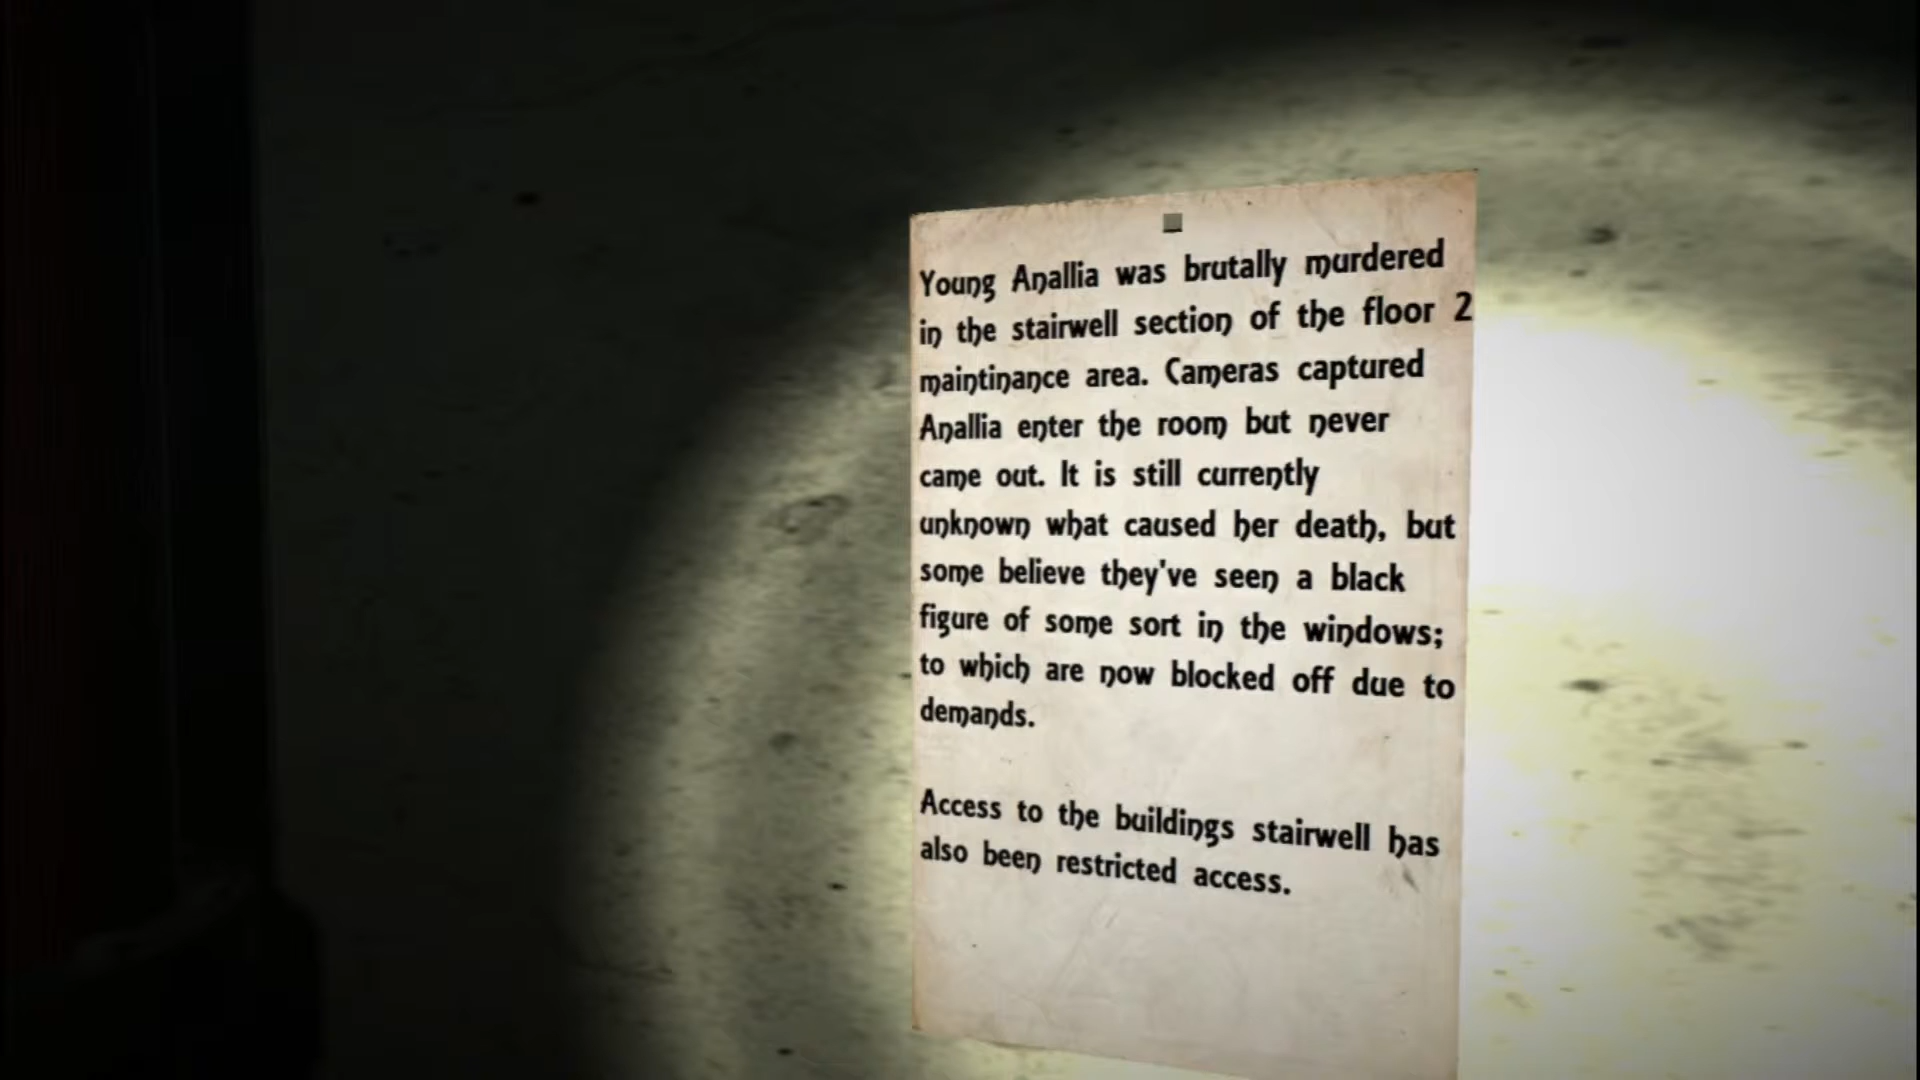 Young Anallia was brutally murdered
in the stairwell section of the floor 2
maintinance area. Cameras captured
Anallia enter the room but never
came out. It is still currently
unknown what caused her death, but
some believe they've seen a black
figure of some sort in the windows;
to which are now blocked off due to
demands.
Access to the buildings stairwell has
also been restricted access.